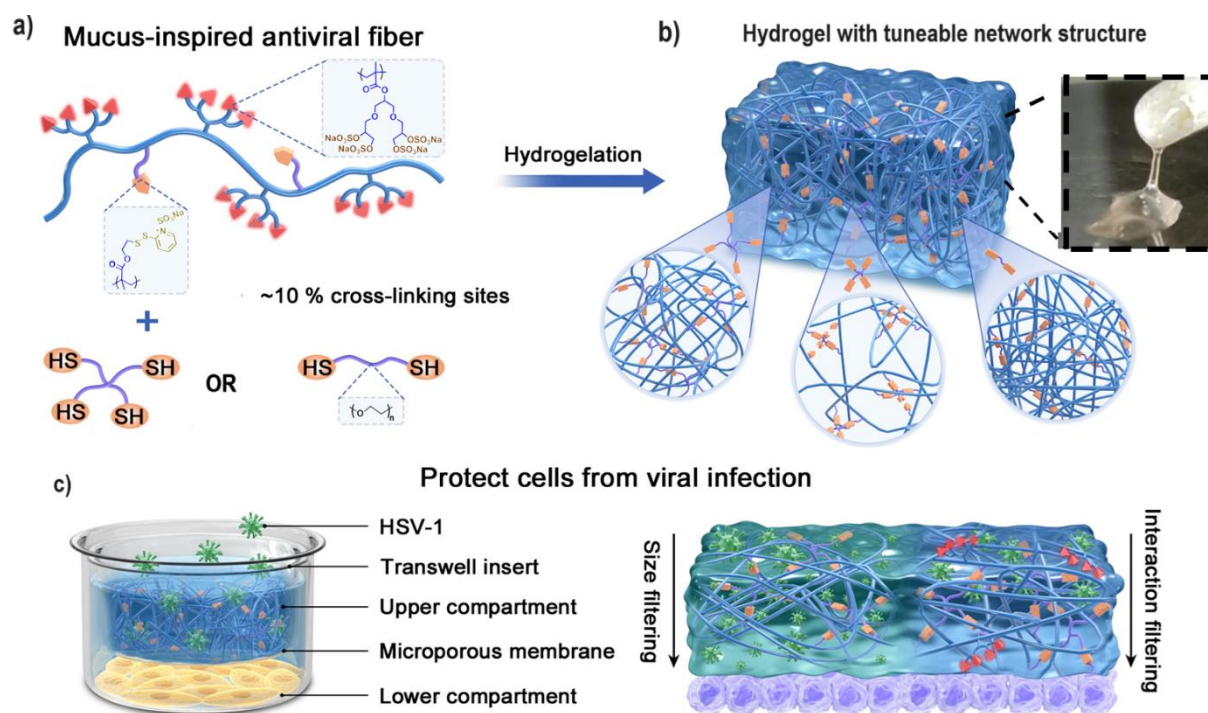 a)
Mucus-inspired antiviral fiber
O
O
O
O
NaO₃SO
NaO₃SO
OSO₃Na
OSO₃Na
SO₃Na
N
S
S
O
O
+
~10 % cross-linking sites
HS
SH
HS
SH
OR
HS
SH
(O)n
Hydrogelation
b)
Hydrogel with tuneable network structure
Protect cells from viral infection
c)
HSV-1
Transwell insert
Upper compartment
Microporous membrane
Lower compartment
Size filtering
Interaction filtering